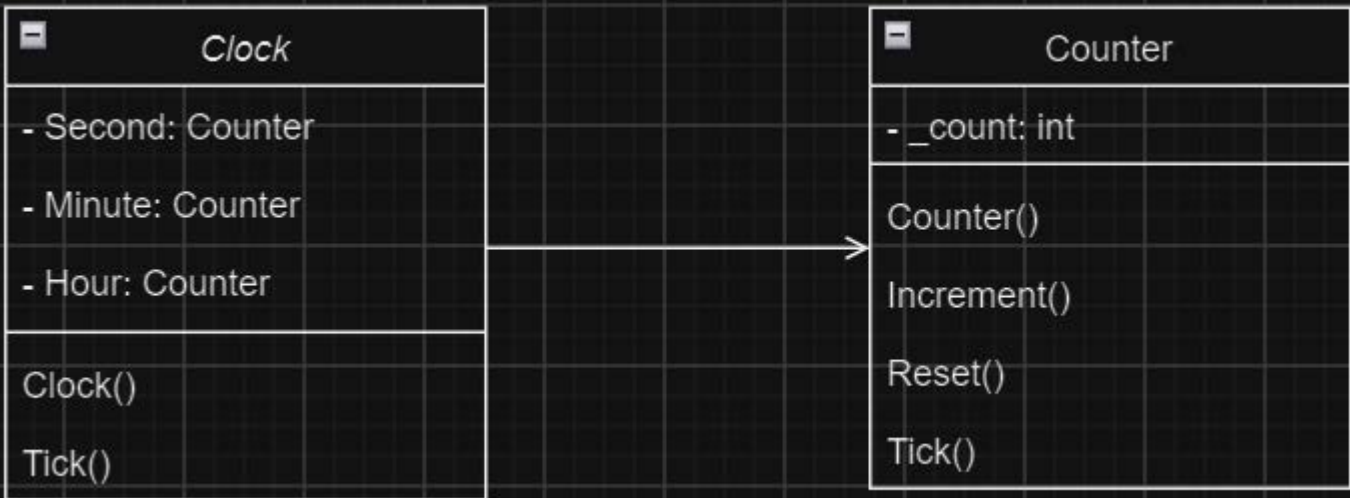 Clock
- Second: Counter
- Minute: Counter
- Hour: Counter
Clock()
Tick()
Counter
- _count: int
Counter()
Increment()
Reset()
Tick()